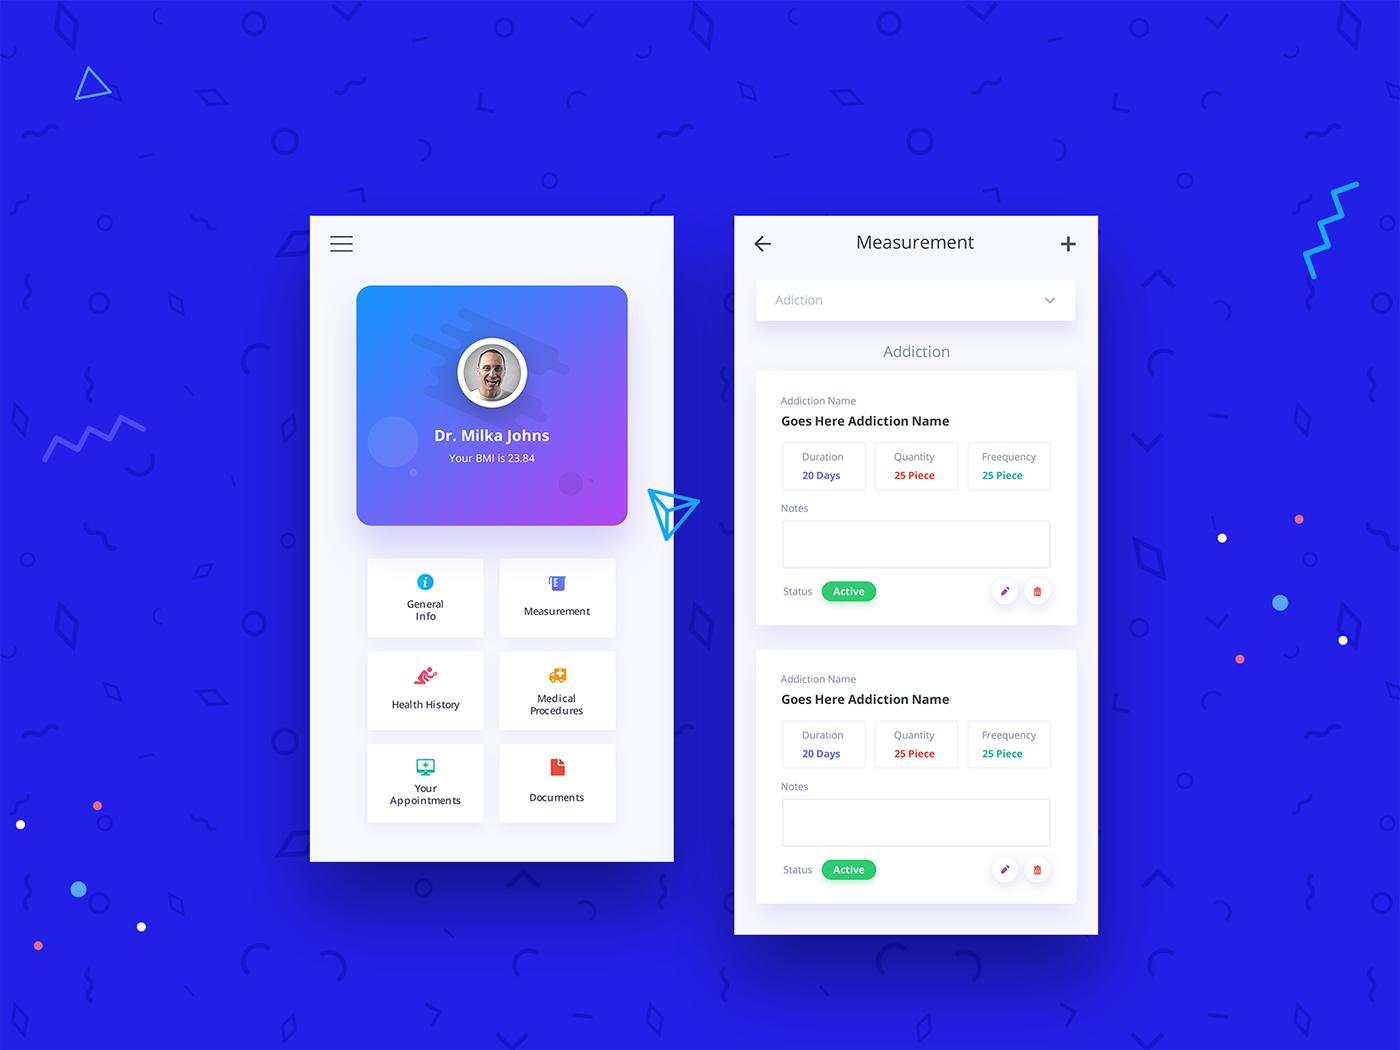 Dr. Milka Johns
Your BMI is 23.84
General
Info
Measurement
Health History
Medical
Procedures
Your
Appointments
Documents
Measurement
Adiction
Addiction
Addiction Name
Goes Here Addiction Name
Duration
20 Days
Quantity
25 Piece
Freequency
25 Piece
Notes
Status
Active
Addiction Name
Goes Here Addiction Name
Duration
20 Days
Quantity
25 Piece
Freequency
25 Piece
Notes
Status
Active